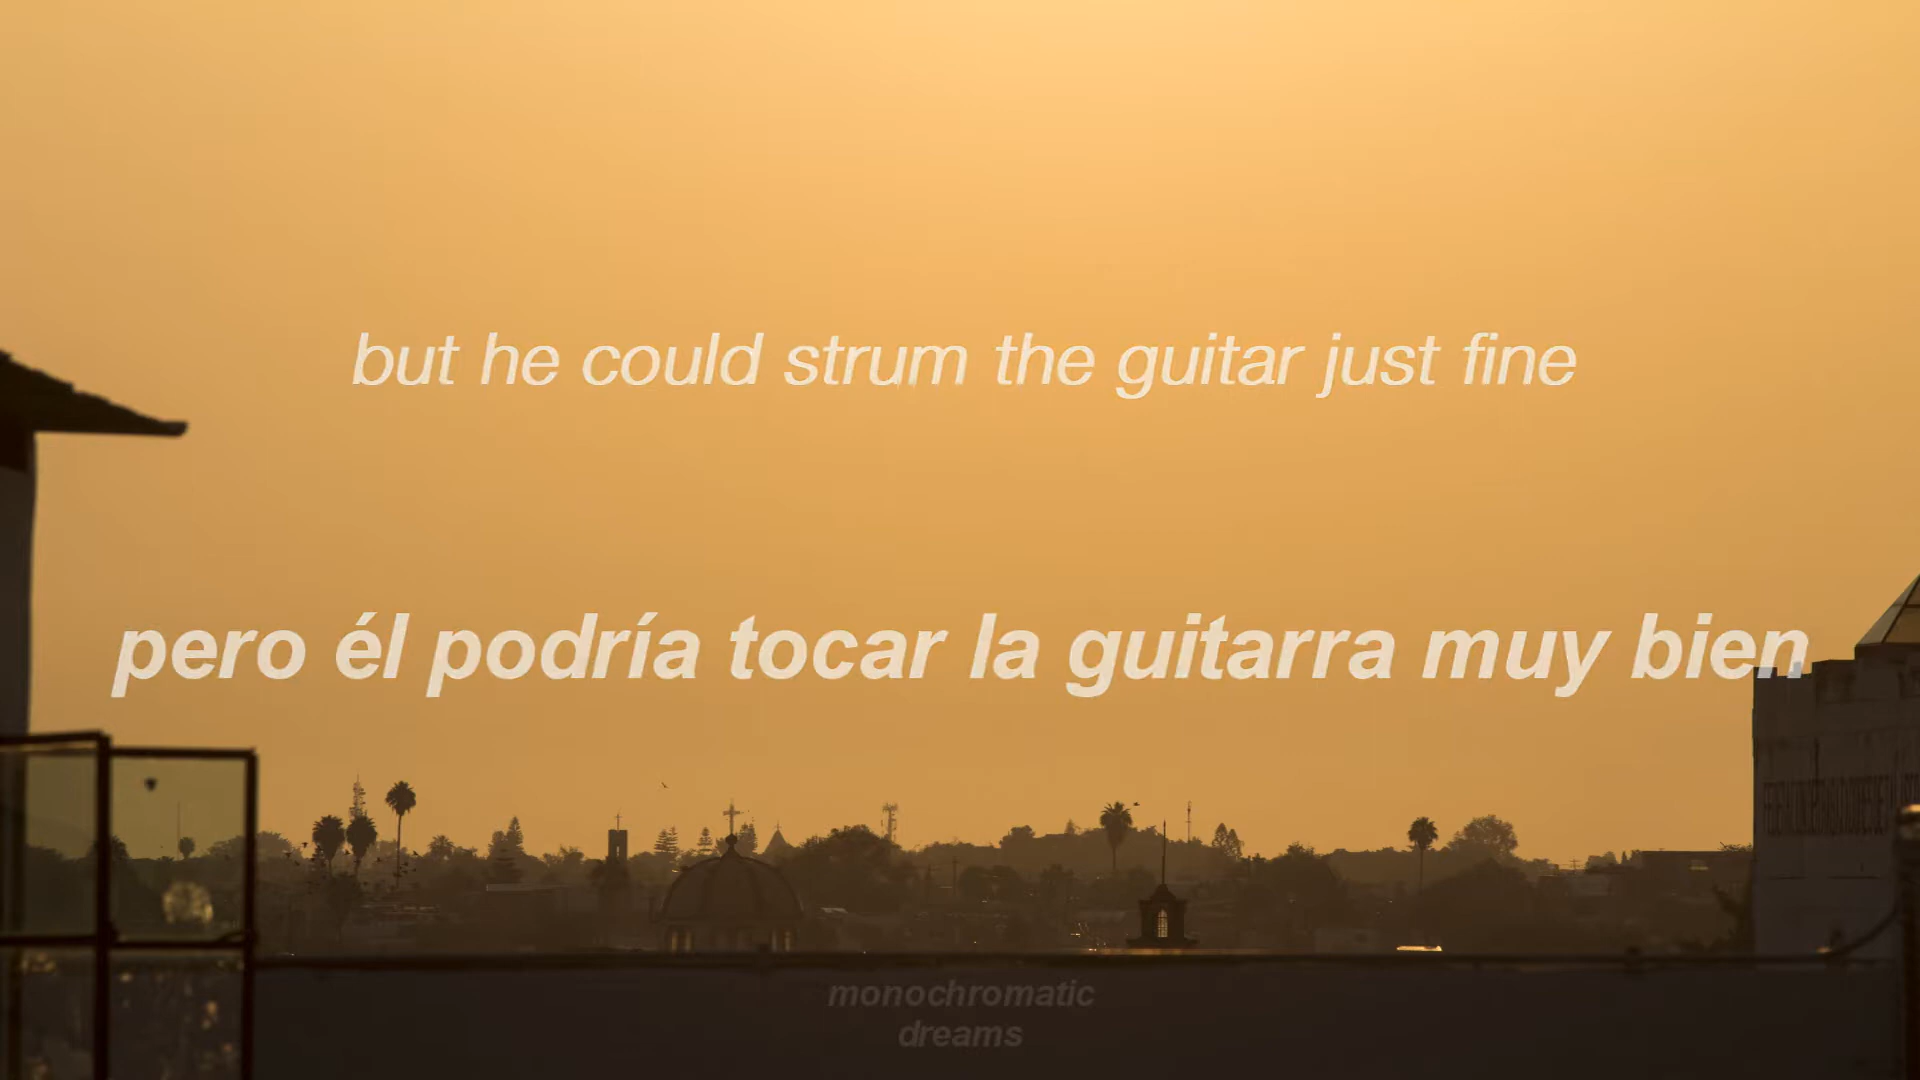 but he could strum the guitar just fine
pero él podría tocar la guitarra muy bien
monochromatic
dreams